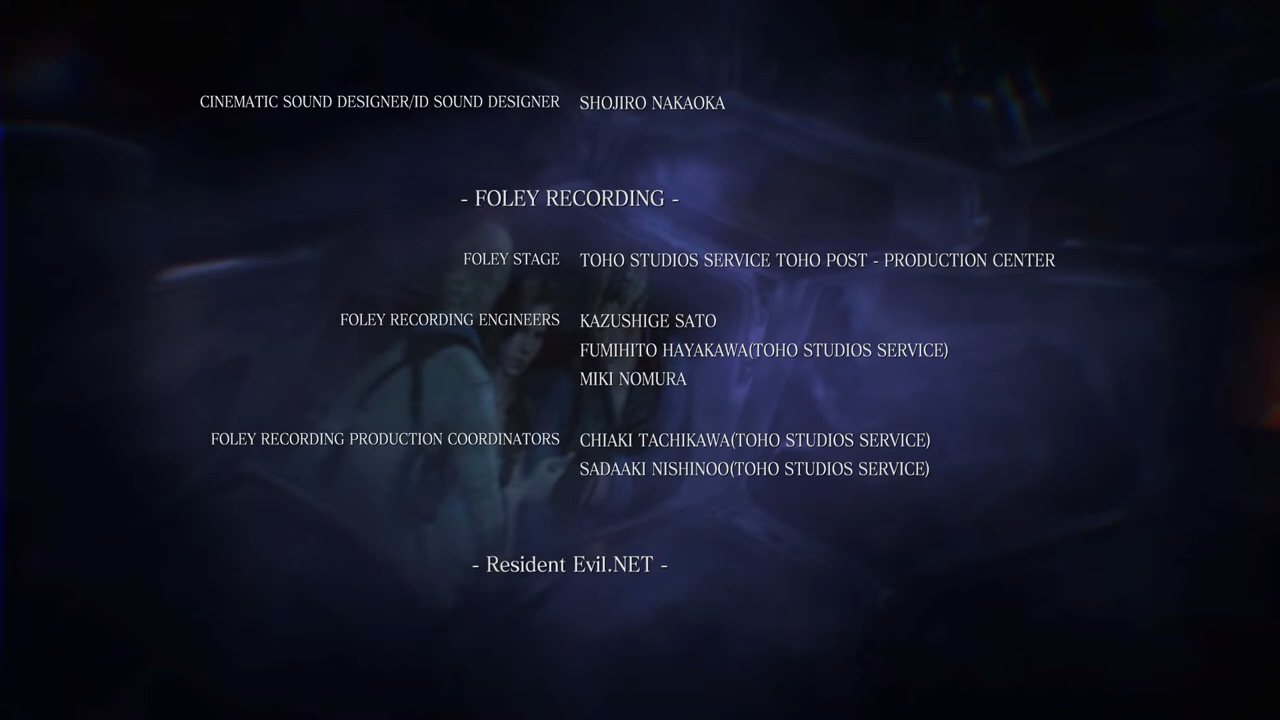 CINEMATIC SOUND DESIGNER/ID SOUND DESIGNER SHOJIRO NAKAOKA
- FOLEY RECORDING -
FOLEY STAGE TOHO STUDIOS SERVICE TOHO POST - PRODUCTION CENTER
FOLEY RECORDING ENGINEERS KAZUSHIGE SATO
FUMIHITO HAYAKAWA(TOHO STUDIOS SERVICE)
MIKI NOMURA
FOLEY RECORDING PRODUCTION COORDINATORS CHIAKI TACHIKAWA(TOHO STUDIOS SERVICE)
SADAAKI NISHINOO(TOHO STUDIOS SERVICE)
- Resident Evil.NET -